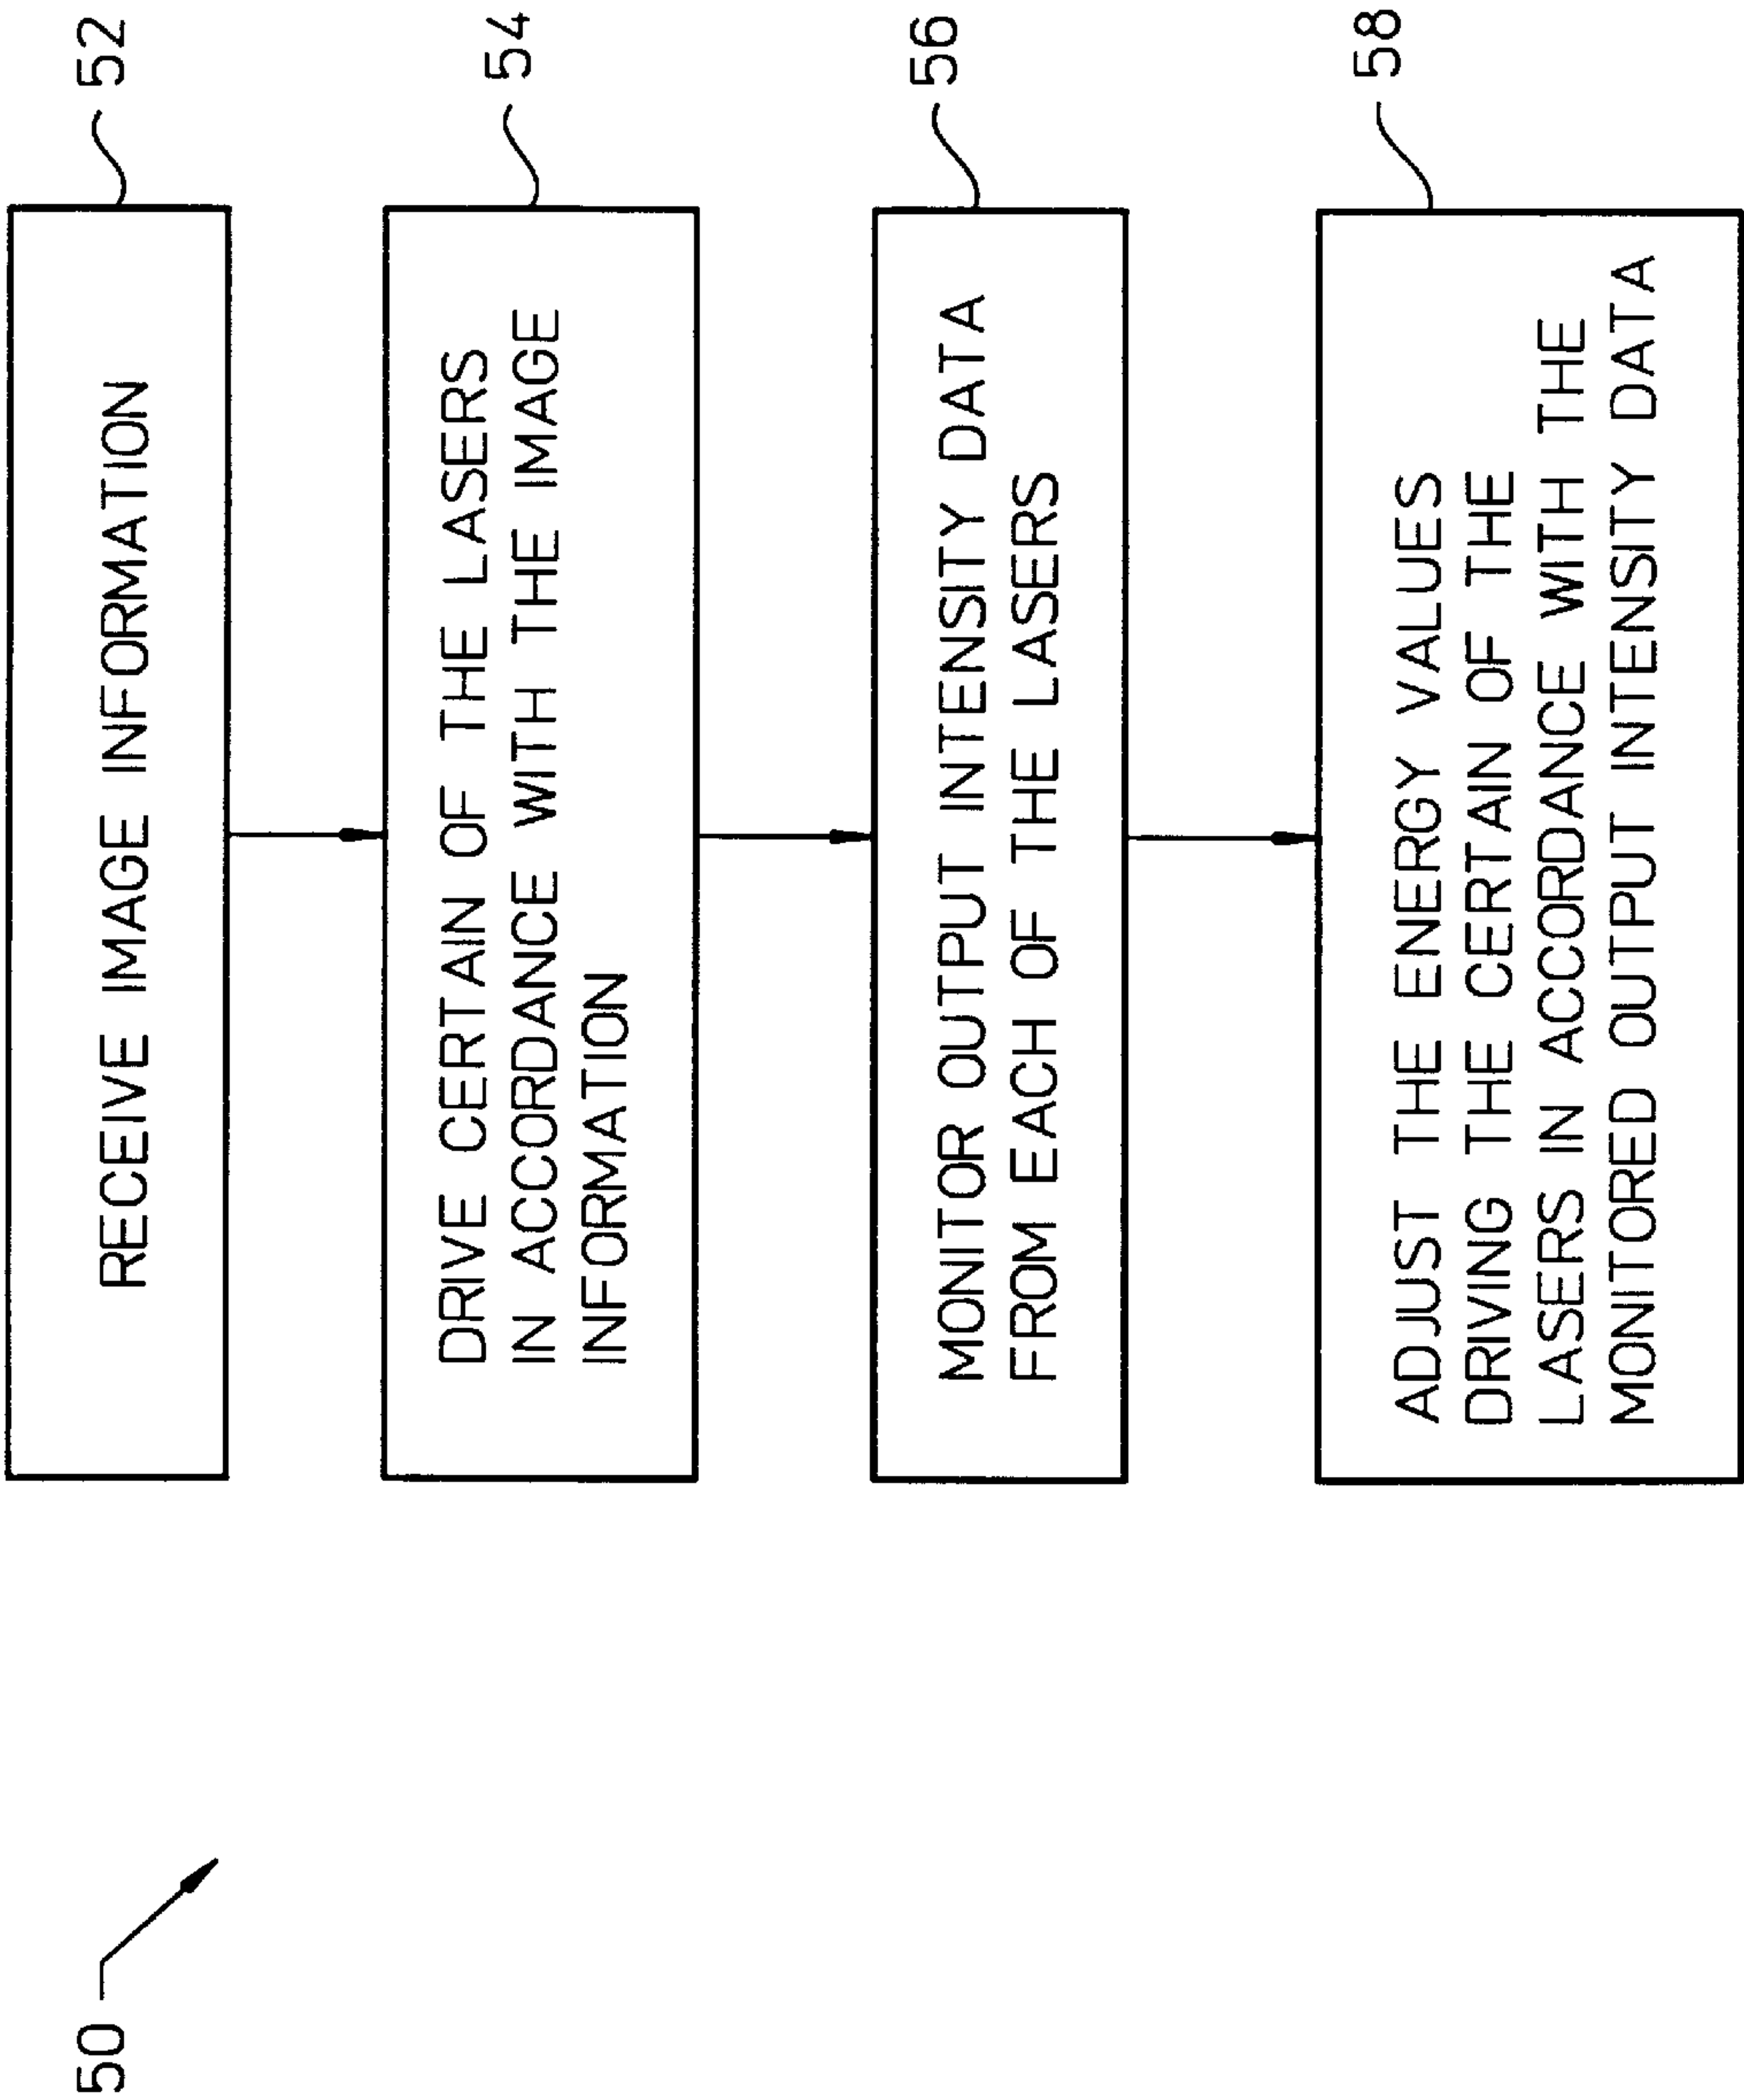 50
RECEIVE IMAGE INFORMATION
52
DRIVE CERTAIN OF THE LASERS
IN ACCORDANCE WITH THE IMAGE
INFORMATION
54
MONITOR OUTPUT INTENSITY DATA
FROM EACH OF THE LASERS
56
ADJUST THE ENERGY VALUES
DRIVING THE CERTAIN OF THE
LASERS IN ACCORDANCE WITH THE
MONITORED OUTPUT INTENSITY DATA
58